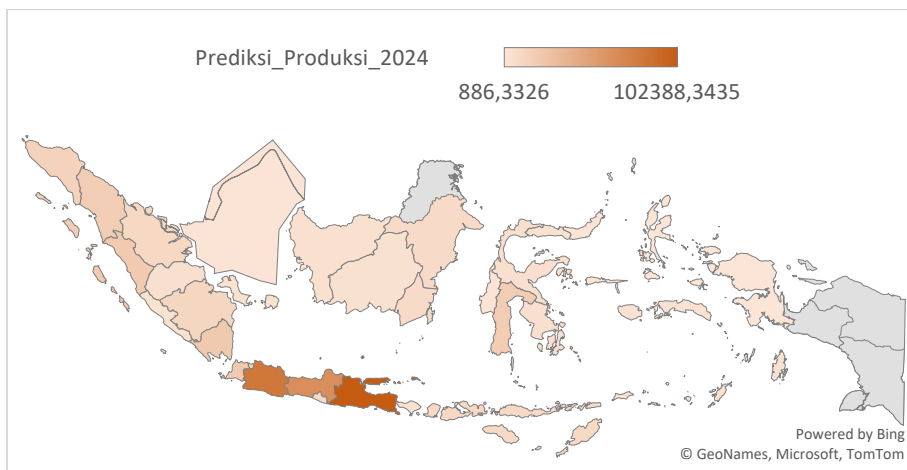 Prediksi_Produksi_2024
886,3326 102388,3435
Powered by Bing
© GeoNames, Microsoft, TomTom